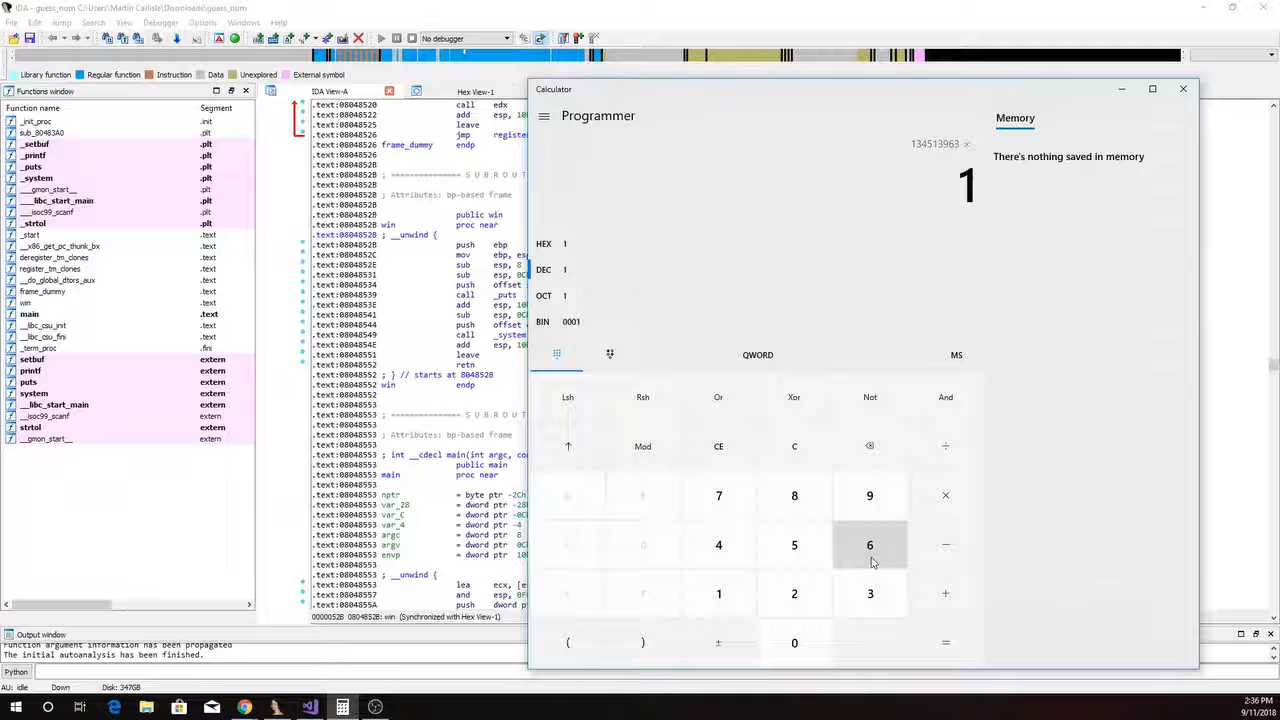 IDA - guess_num C:\Users\Martin Carlisle\Downloads\guess_num
File Edit Jump Search View Debugger Options Windows Help
No debugger
Library function Regular function Instruction Data Unexplored External symbol
Functions window
Function name Segment
_init_proc .init
sub_80483A0 .plt
_setbuf .plt
_printf .plt
_puts .plt
_system .plt
__gmon_start__ .plt
___libc_start_main .plt
___isoc99_scanf .plt
_strtol .plt
_start .text
__x86_get_pc_thunk_bx .text
deregister_tm_clones .text
register_tm_clones .text
__do_global_dtors_aux .text
frame_dummy .text
win .text
main .text
__libc_csu_init .text
__libc_csu_fini .text
_term_proc .fini
setbuf extern
printf extern
puts extern
system extern
__libc_start_main extern
__isoc99_scanf extern
strtol extern
__gmon_start__ extern
IDA View-A
Hex View-1
.text:08048520 call edx
.text:08048522 add esp, 10
.text:08048525 leave
.text:08048526 jmp register
.text:08048526 frame_dummy endp
.text:08048526
.text:0804852B
.text:0804852B ; =============== S U B R O U T
.text:0804852B
.text:0804852B ; Attributes: bp-based frame
.text:0804852B
.text:0804852B public win
.text:0804852B win proc near
.text:0804852B ; __unwind {
.text:0804852B push ebp
.text:0804852C mov ebp, es
.text:0804852E sub esp, 8
.text:08048531 sub esp, 0C
.text:08048534 push offset
.text:08048539 call _puts
.text:0804853E add esp, 10
.text:08048541 sub esp, 0C
.text:08048544 push offset
.text:08048549 call _system
.text:0804854E add esp, 10
.text:08048551 leave
.text:08048552 retn
.text:08048552 ; } // starts at 804852B
.text:08048552 win endp
.text:08048552
.text:08048553
.text:08048553 ; =============== S U B R O U T
.text:08048553
.text:08048553 ; Attributes: bp-based frame
.text:08048553
.text:08048553 ; int __cdecl main(int argc, co
.text:08048553 public main
.text:08048553 main proc near
.text:08048553
.text:08048553 nptr = byte ptr -2Ch
.text:08048553 var_28 = dword ptr -28
.text:08048553 var_C = dword ptr -0C
.text:08048553 var_4 = dword ptr -4
.text:08048553 argc = dword ptr 8
.text:08048553 argv = dword ptr 0C
.text:08048553 envp = dword ptr 10
.text:08048553
.text:08048553 ; __unwind {
.text:08048553 lea ecx, [e
.text:08048557 and esp, 0F
.text:0804855A push dword p
0000052B 0804852B: win (Synchronized with Hex View-1)
Calculator
Programmer
134513963 ×
1
HEX 1
DEC 1
OCT 1
BIN 0001
QWORD MS
Lsh Rsh Or Xor Not And
↑ Mod CE C ⌫ ÷
7 8 9 ×
4 5 6 −
1 2 3 +
( ) ± 0 =
Memory
There's nothing saved in memory
Output window
Function argument information has been propagated
The initial autoanalysis has been finished.
Python
AU: idle Down Disk: 347GB
2:36 PM
9/11/2018